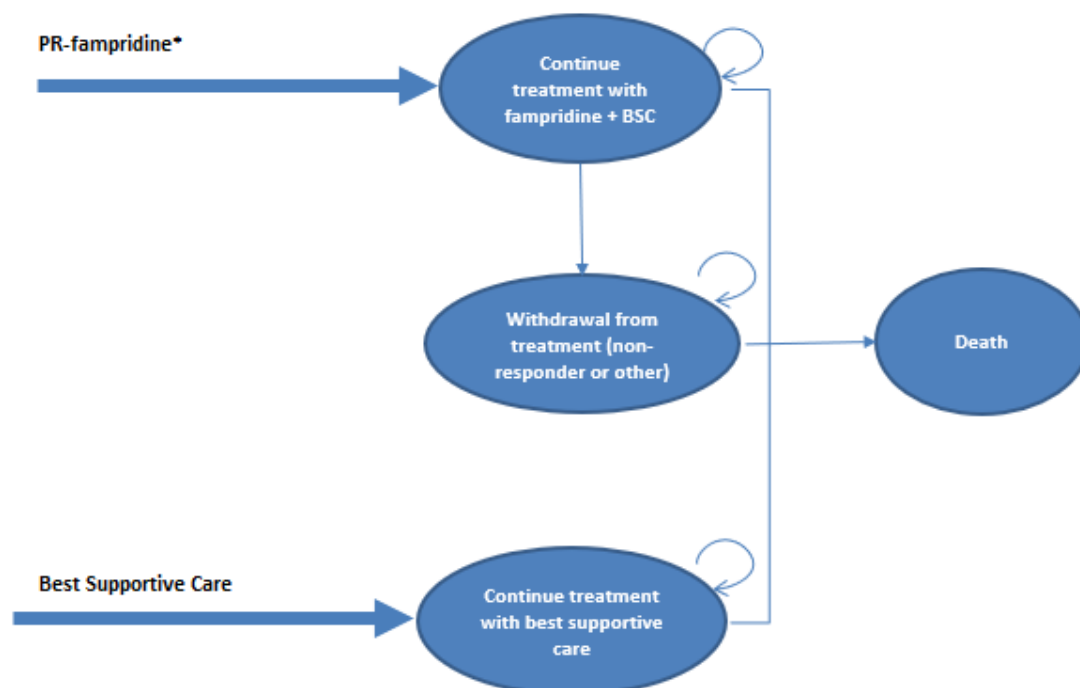 PR-fampridine*
Continue
treatment with
fampridine + BSC
Withdrawal from
treatment (non-
responder or other)
Death
Best Supportive Care
Continue treatment
with best supportive
care